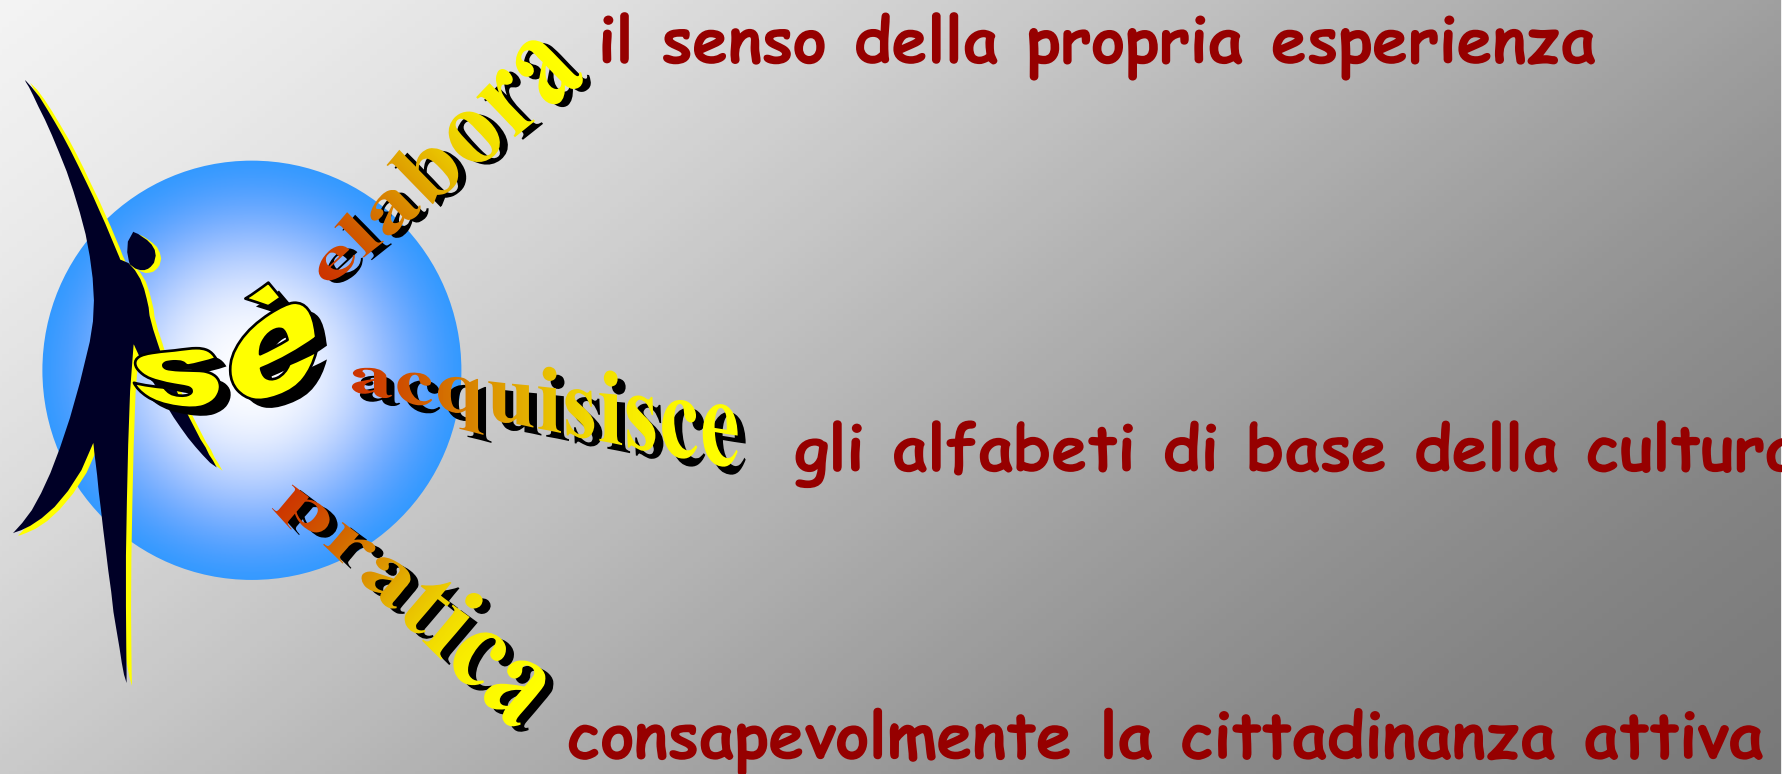 elabora il senso della propria esperienza
sè
acquisisce gli alfabeti di base della cultura
pratica consapevolmente la cittadinanza attiva